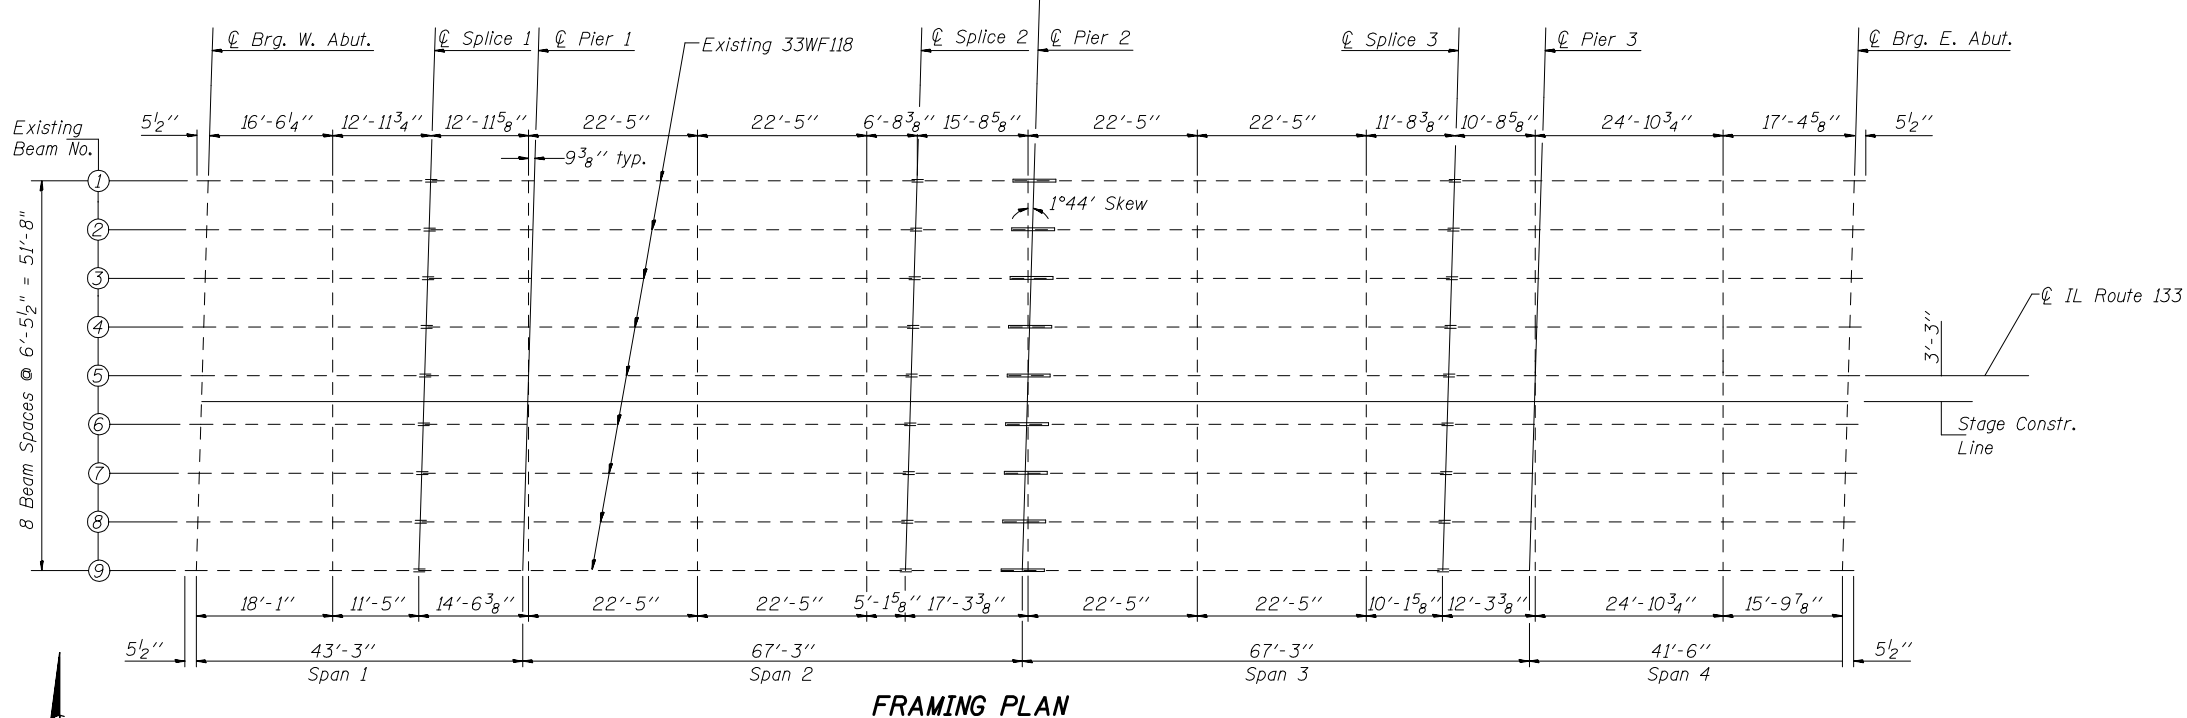 ℄ Brg. W. Abut.
℄ Splice 1
℄ Pier 1
Existing 33WF118
℄ Splice 2
℄ Pier 2
℄ Splice 3
℄ Pier 3
℄ Brg. E. Abut.
5½"
16'-6¼"
12'-11¾"
12'-11⅝"
22'-5"
22'-5"
6'-8⅜"
15'-8⅝"
22'-5"
22'-5"
11'-8⅜"
10'-8⅝"
24'-10¾"
17'-4⅝"
5½"
Existing
Beam No.
9⅜" typ.
1
2
3
4
5
6
7
8
9
8 Beam Spaces @ 6'-5½" = 51'-8"
1°44' Skew
℄ IL Route 133
3'-3"
Stage Constr.
Line
18'-1"
11'-5"
14'-6⅜"
22'-5"
22'-5"
5'-1⅝"
17'-3⅜"
22'-5"
22'-5"
10'-1⅝"
12'-3⅜"
24'-10¾"
15'-9⅞"
5½"
43'-3"
67'-3"
67'-3"
41'-6"
5½"
Span 1
Span 2
Span 3
Span 4
FRAMING PLAN